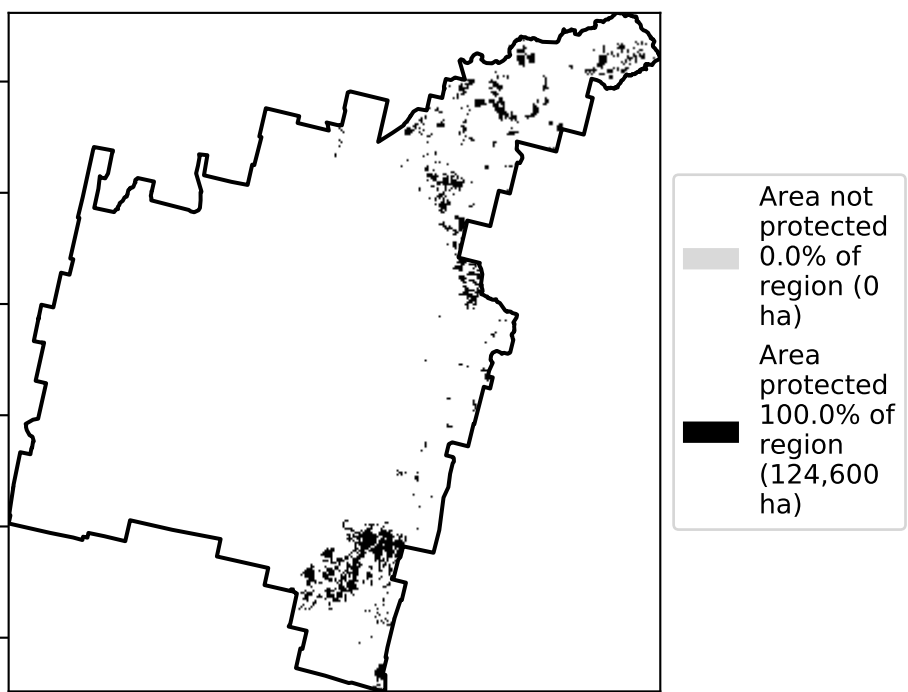 Area not
protected
0.0% of
region (0
ha)
Area
protected
100.0% of
region
(124,600
ha)